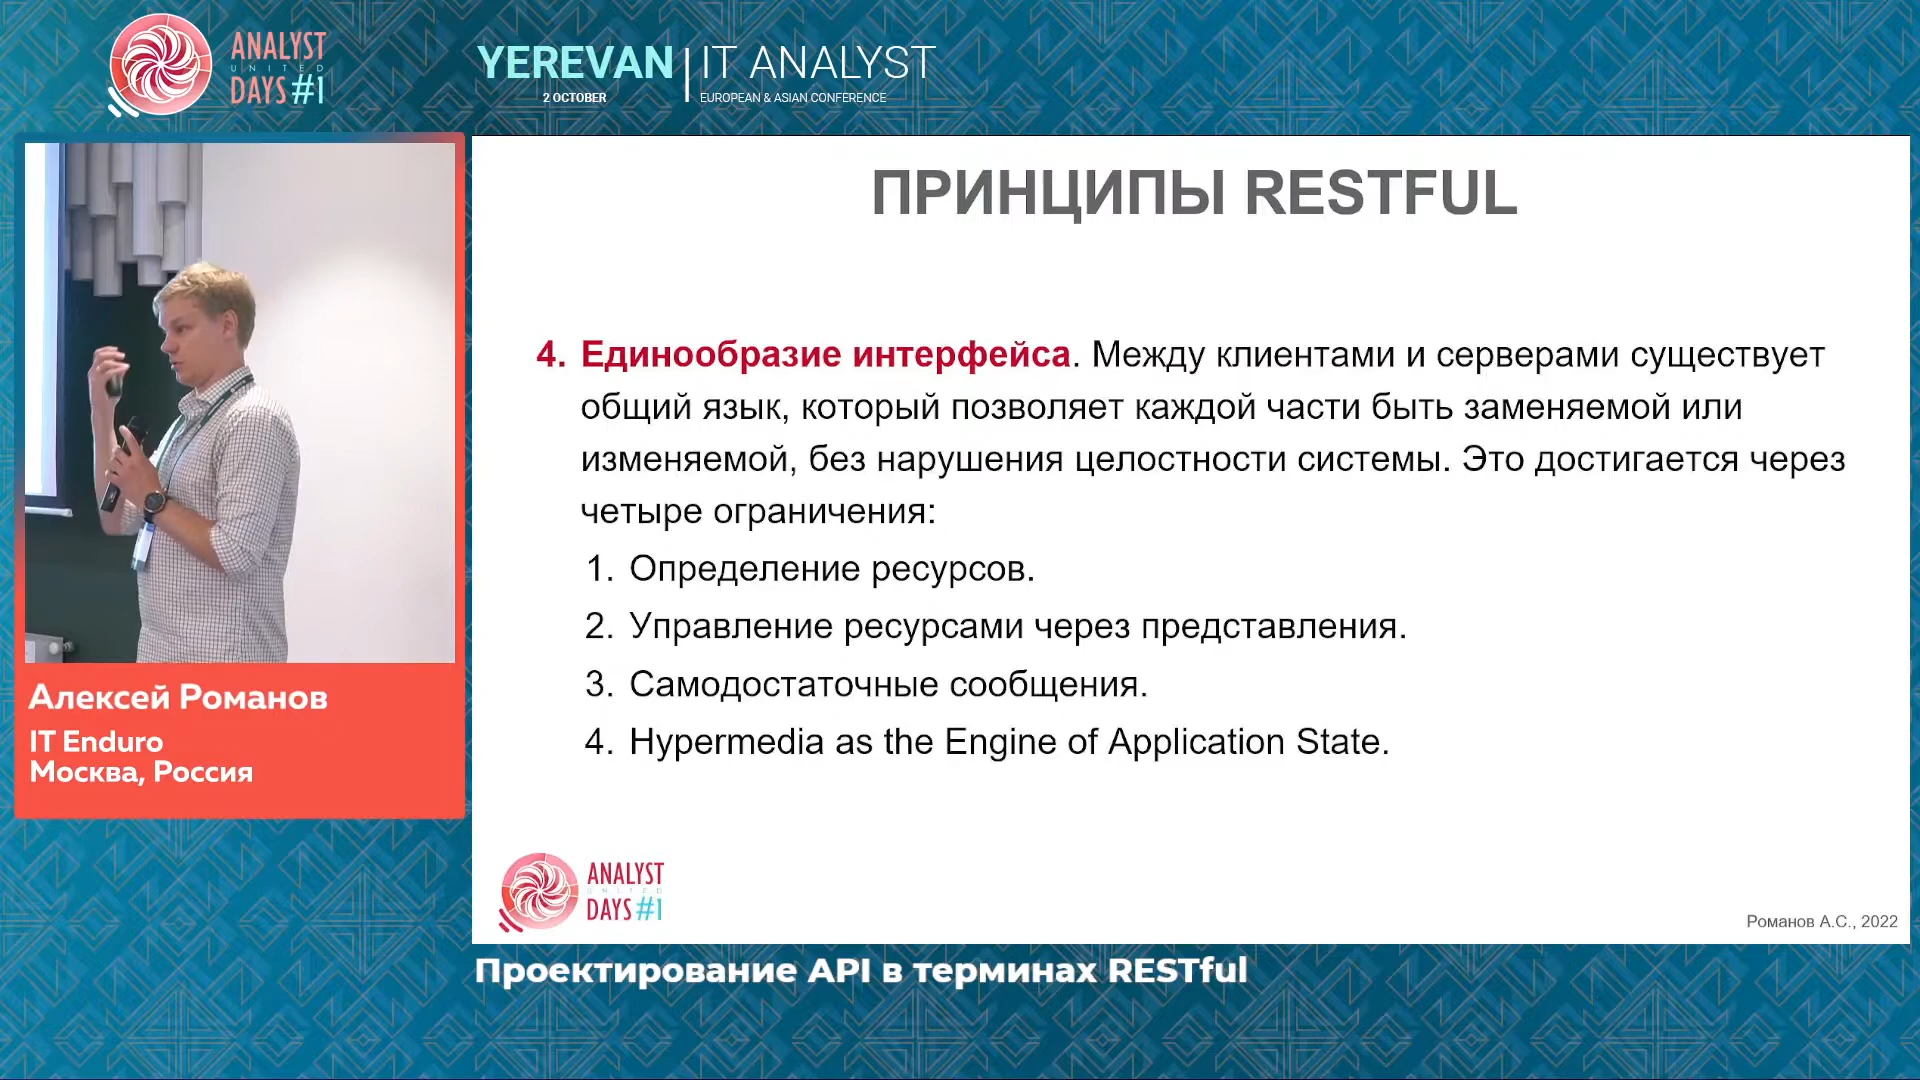 ANALYST
UNITED
DAYS #1
YEREVAN
2 OCTOBER
IT ANALYST
EUROPEAN & ASIAN CONFERENCE
ПРИНЦИПЫ RESTFUL
4. Единообразие интерфейса. Между клиентами и серверами существует
общий язык, который позволяет каждой части быть заменяемой или
изменяемой, без нарушения целостности системы. Это достигается через
четыре ограничения:
1. Определение ресурсов.
2. Управление ресурсами через представления.
3. Самодостаточные сообщения.
4. Hypermedia as the Engine of Application State.
Алексей Романов
IT Enduro
Москва, Россия
ANALYST
UNITED
DAYS #1
Романов А.С., 2022
Проектирование API в терминах RESTful